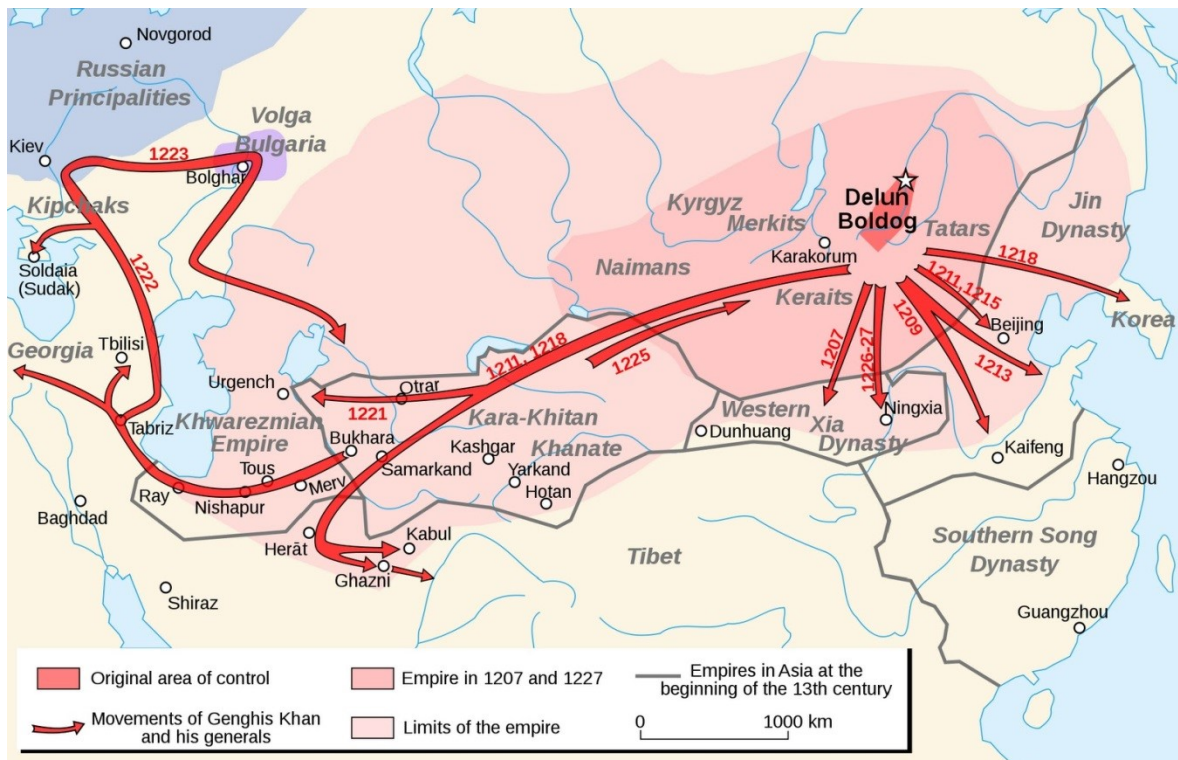 Novgorod
Russian
Principalities
Volga
Bulgaria
Kiev
1223
Bolghar
Kipchaks
Soldaia
(Sudak)
1222
Georgia
Tbilisi
Tabriz
Urgench
Otrar
1221
Khwarezmian
Empire
Bukhara
Samarkand
Tous
Merv
Ray
Nishapur
Baghdad
Herāt
Kabul
Ghazni
Shiraz
Kyrgyz
Merkits
Naimans
Karakorum
Keraits
Delun
Boldog
Tatars
Jin
Dynasty
1218
1211,1215
1209
1213
1207
1226-27
Beijing
Korea
1211, 1218
1225
Kara-Khitan
Khanate
Kashgar
Yarkand
Hotan
Western
Xia
Dynasty
Dunhuang
Ningxia
Kaifeng
Hangzou
Tibet
Southern Song
Dynasty
Guangzhou
Original area of control
Movements of Genghis Khan
and his generals
Empire in 1207 and 1227
Limits of the empire
Empires in Asia at the
beginning of the 13th century
0
1000 km